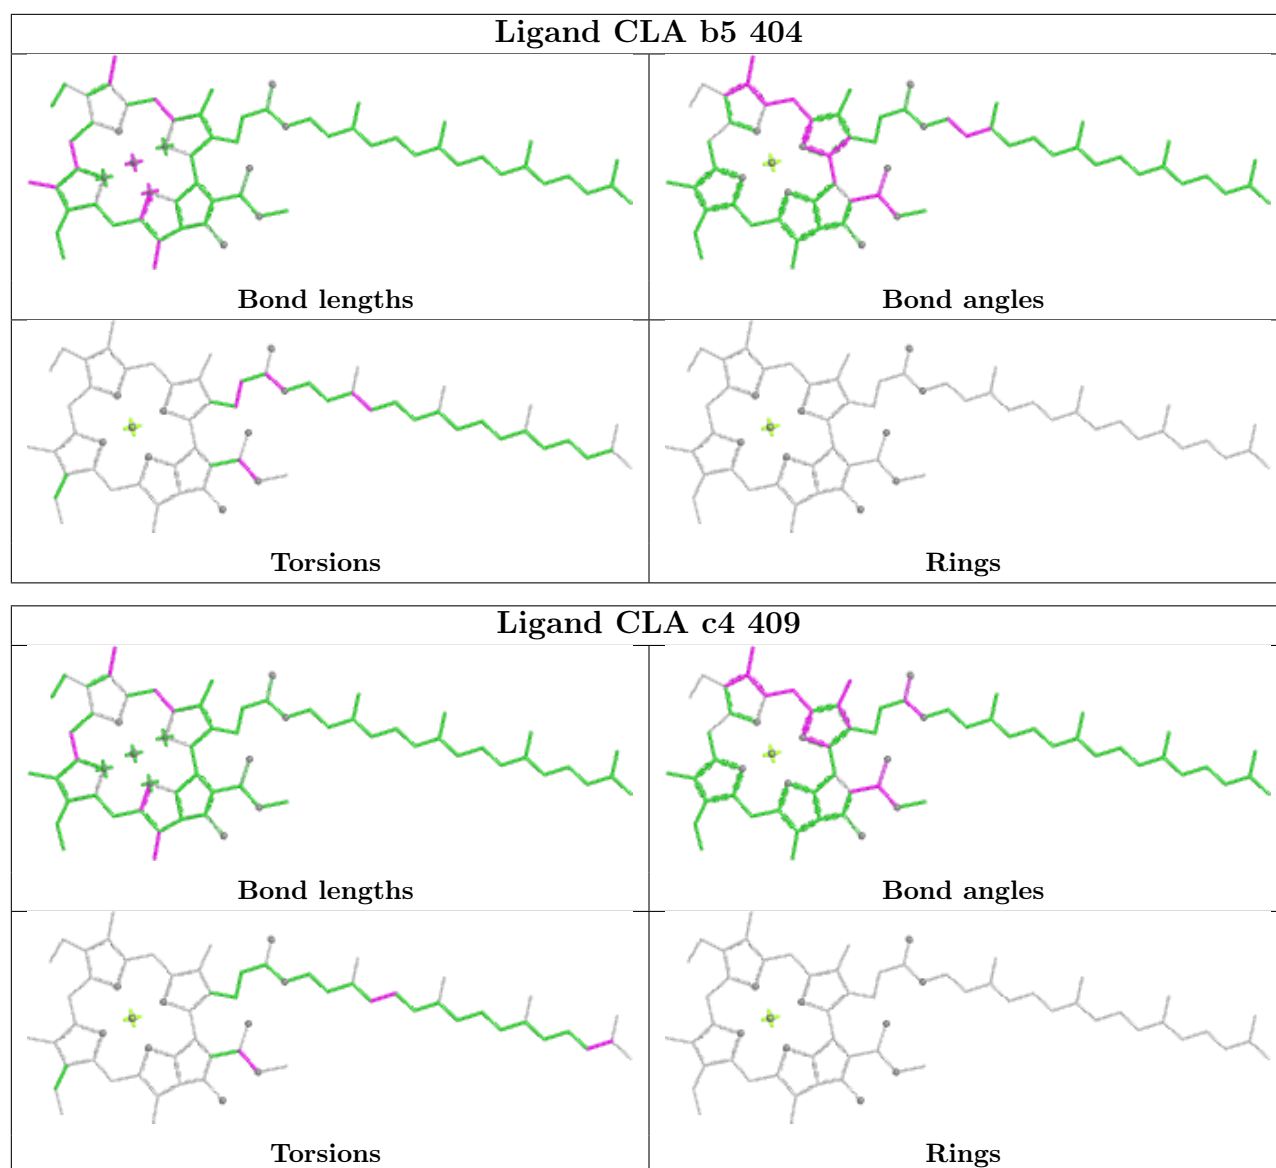 Ligand CLA b5 404
Bond lengths
Bond angles
Torsions
Rings
Ligand CLA c4 409
Bond lengths
Bond angles
Torsions
Rings